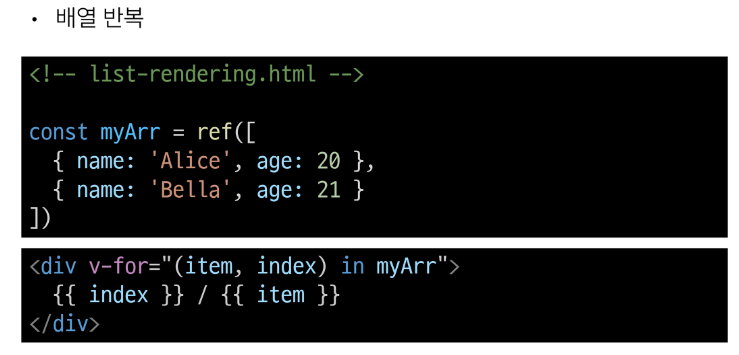 • 배열 반복
<!-- list-rendering.html -->
const myArr = ref([
  { name: 'Alice', age: 20 },
  { name: 'Bella', age: 21 }
])
<div v-for="(item, index) in myArr">
  {{ index }} / {{ item }}
</div>